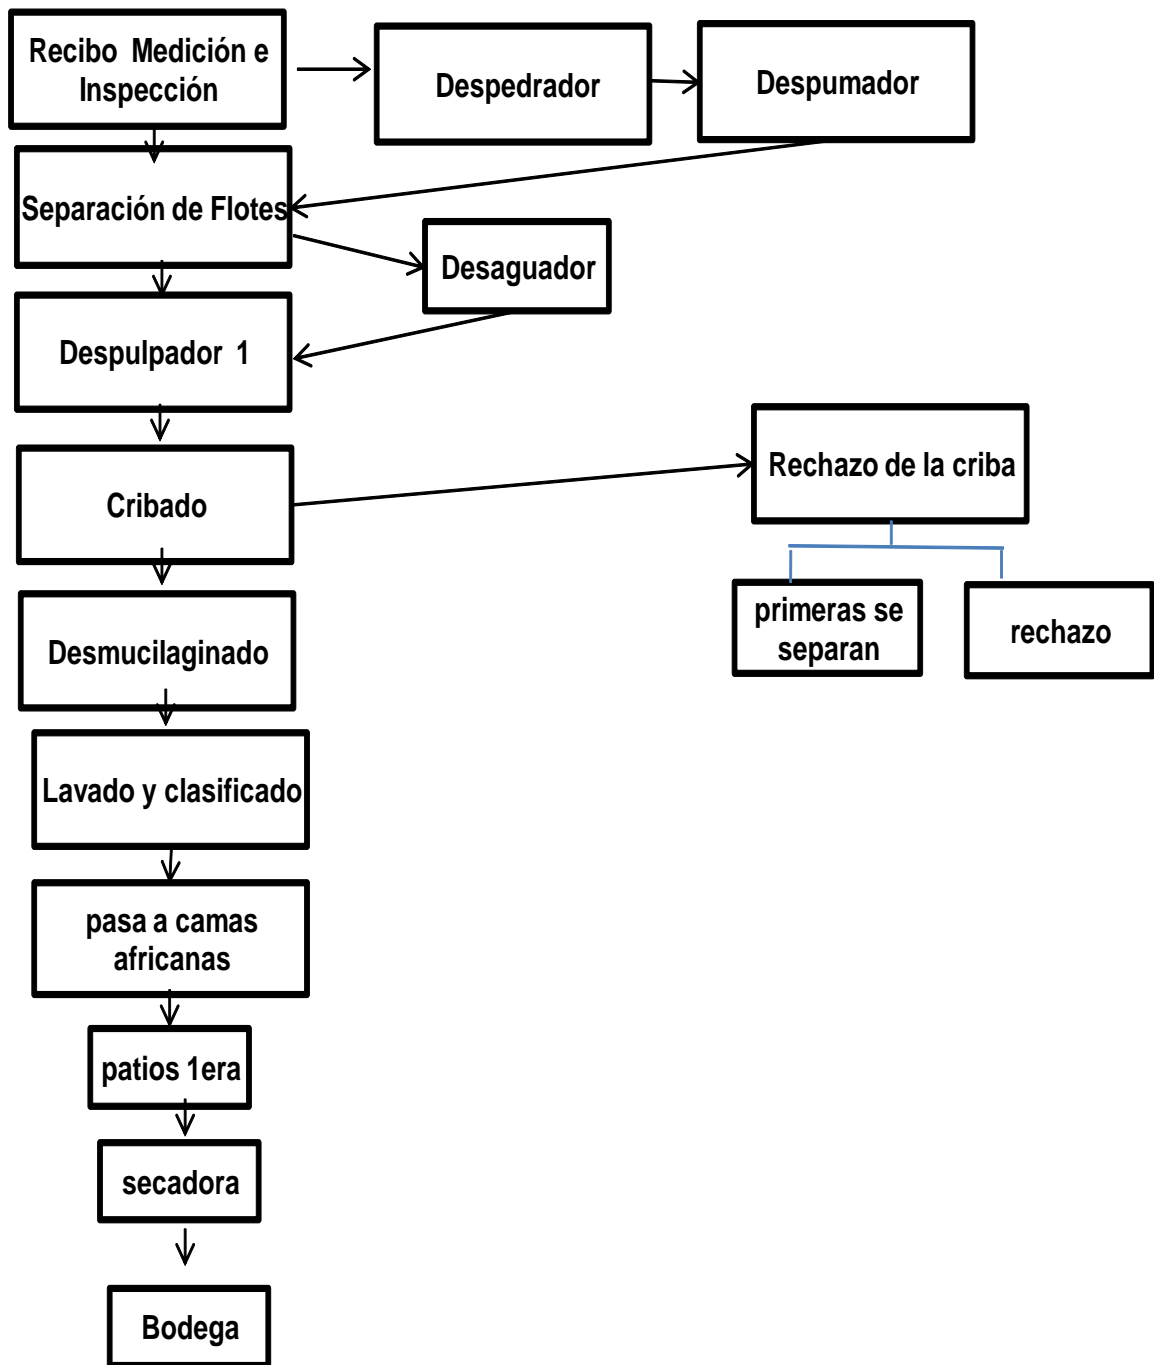 Recibo Medición e
Inspección
Despedrador
Despumador
Separación de Flotes
Desaguador
Despulpador 1
Cribado
Rechazo de la criba
primeras se
separan
rechazo
Desmucilaginado
Lavado y clasificado
pasa a camas
africanas
patios 1era
secadora
Bodega